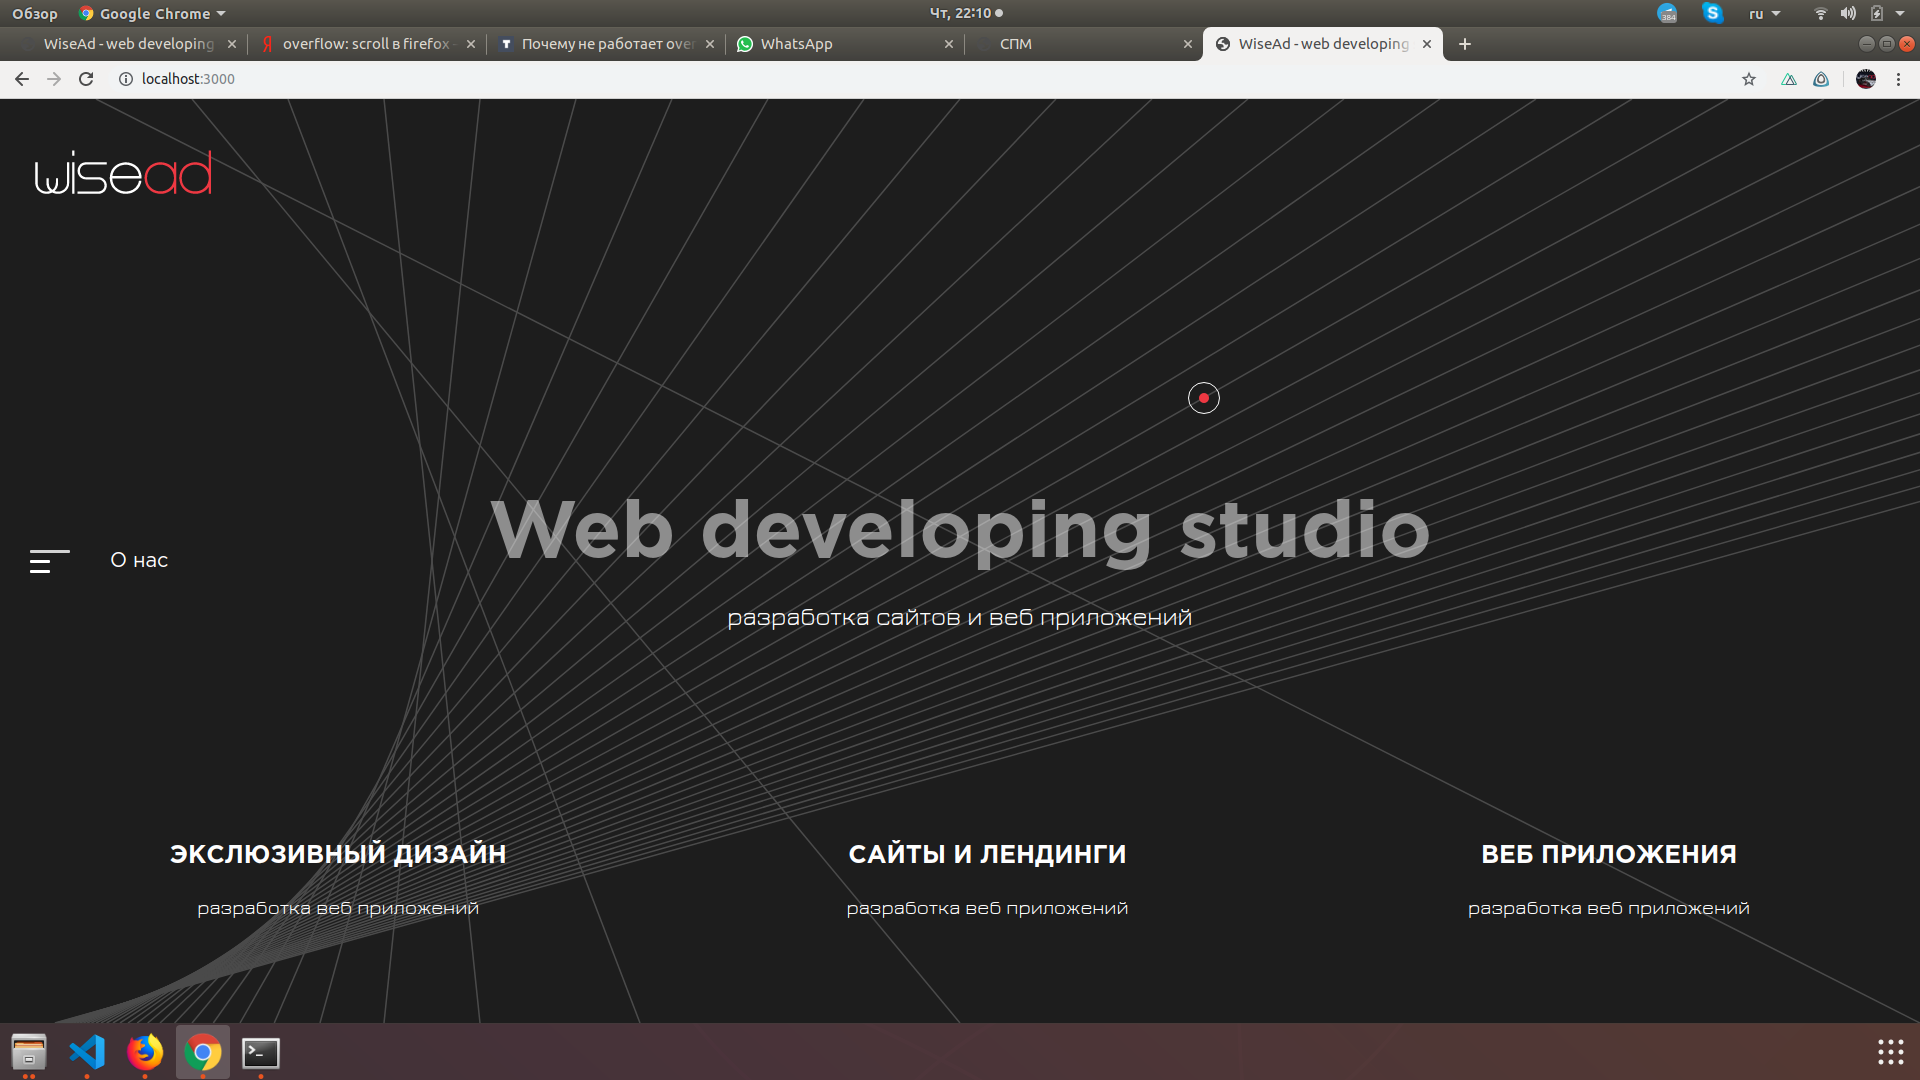 Обзор
Google Chrome
Чт, 22:10
384
ru
WiseAd - web developing
overflow: scroll в firefox -
Почему не работает over
WhatsApp
СПМ
WiseAd - web developing
localhost:3000
wisead
О нас
Web developing studio
разработка сайтов и веб приложений
ЭКСЛЮЗИВНЫЙ ДИЗАЙН
САЙТЫ И ЛЕНДИНГИ
ВЕБ ПРИЛОЖЕНИЯ
разработка веб приложений
разработка веб приложений
разработка веб приложений